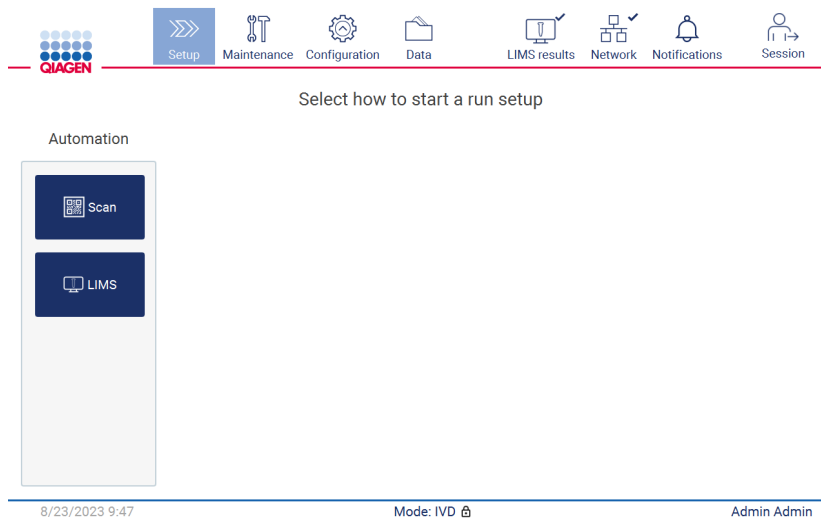 QIAGEN
Setup Maintenance Configuration Data LIMS results Network Notifications Session
Select how to start a run setup
Automation
Scan
LIMS
8/23/2023 9:47 Mode: IVD Admin Admin